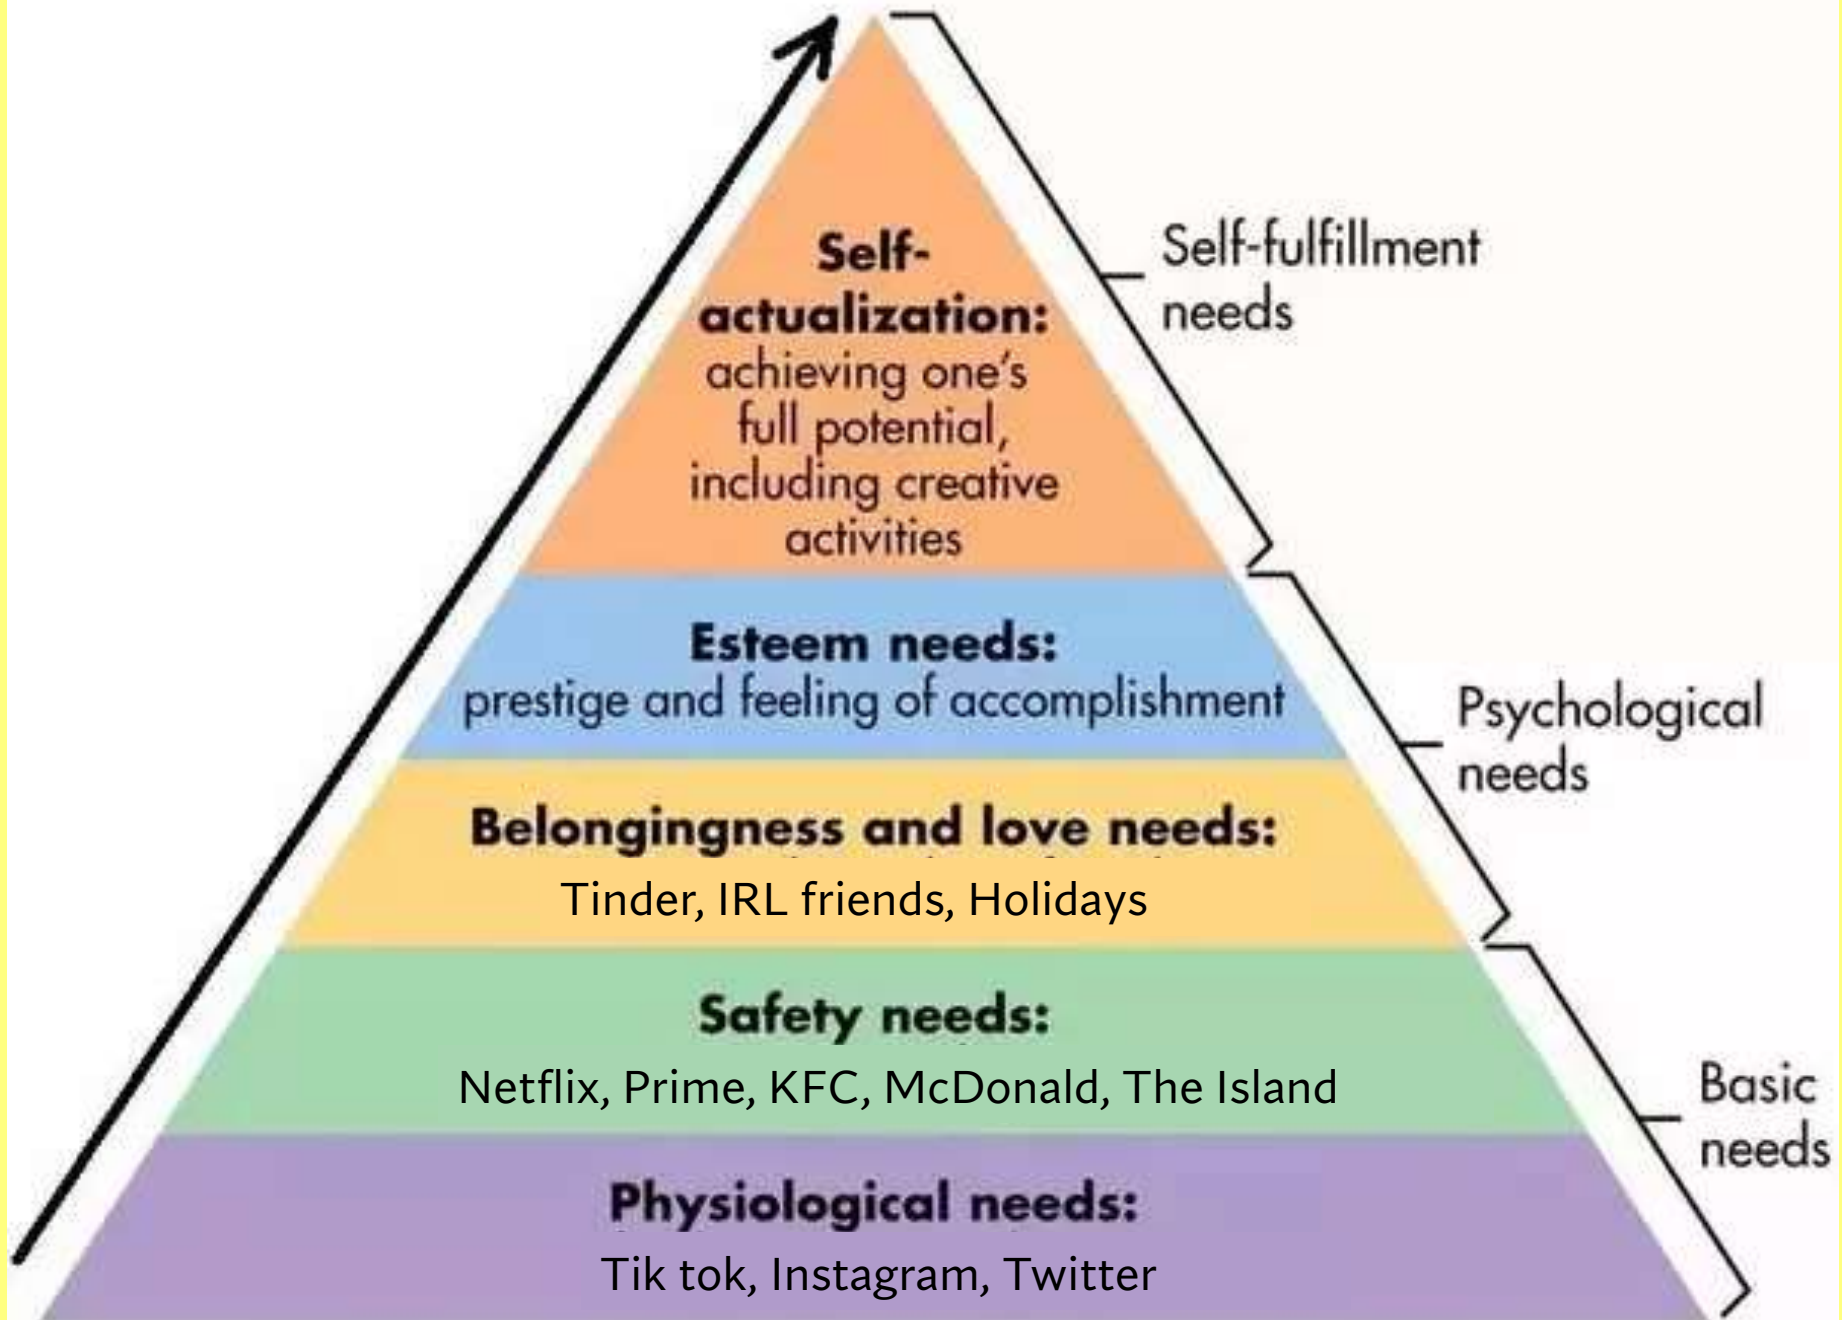 Self-
actualization:
achieving one's
full potential,
including creative
activities
Self-fulfillment
needs
Esteem needs:
prestige and feeling of accomplishment
Psychological
needs
Belongingness and love needs:
Tinder, IRL friends, Holidays
Safety needs:
Netflix, Prime, KFC, McDonald, The Island
Basic
needs
Physiological needs:
Tik tok, Instagram, Twitter